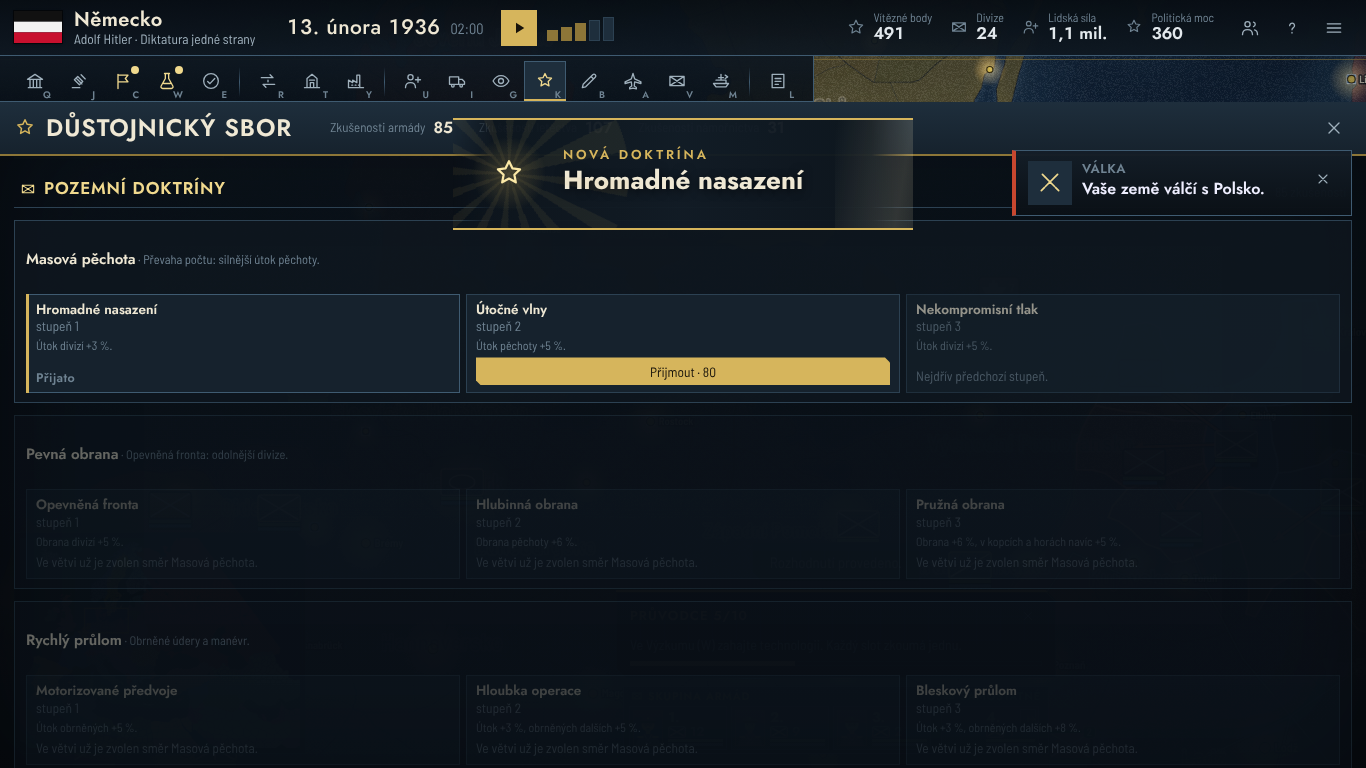 Německo
Adolf Hitler · Diktatura jedné strany
13. února 1936 02:00
Vítězné body
491
Divize
24
Lidská síla
1,1 mil.
Politická moc
360
?
Q J C W E R T Y U I G K B A V M L
DŮSTOJNICKÝ SBOR
Zkušenosti armády 85
NOVÁ DOKTRÍNA
Hromadné nasazení
VÁLKA
Vaše země válčí s Polsko.
POZEMNÍ DOKTRÍNY
Masová pěchota · Převaha počtu: silnější útok pěchoty.
Hromadné nasazení
stupeň 1
Útok divizí +3 %.
Přijato
Útočné vlny
stupeň 2
Útok pěchoty +5 %.
Přijmout · 80
Nekompromisní tlak
stupeň 3
Útok divizí +5 %.
Nejdřív předchozí stupeň.
Pevná obrana · Opevněná fronta: odolnější divize.
Opevněná fronta
stupeň 1
Obrana divizí +5 %.
Ve větvi už je zvolen směr Masová pěchota.
Hlubinná obrana
stupeň 2
Obrana pěchoty +6 %.
Ve větvi už je zvolen směr Masová pěchota.
Pružná obrana
stupeň 3
Obrana +6 %, v kopcích a horách navíc +5 %.
Ve větvi už je zvolen směr Masová pěchota.
Rychlý průlom · Obrněné údery a manévr.
Motorizované předvoje
stupeň 1
Útok obrněných +5 %.
Ve větvi už je zvolen směr Masová pěchota.
Hloubka operace
stupeň 2
Útok +3 %, obrněných dalších +5 %.
Ve větvi už je zvolen směr Masová pěchota.
Bleskový průlom
stupeň 3
Útok +3 %, obrněných dalších +8 %.
Ve větvi už je zvolen směr Masová pěchota.